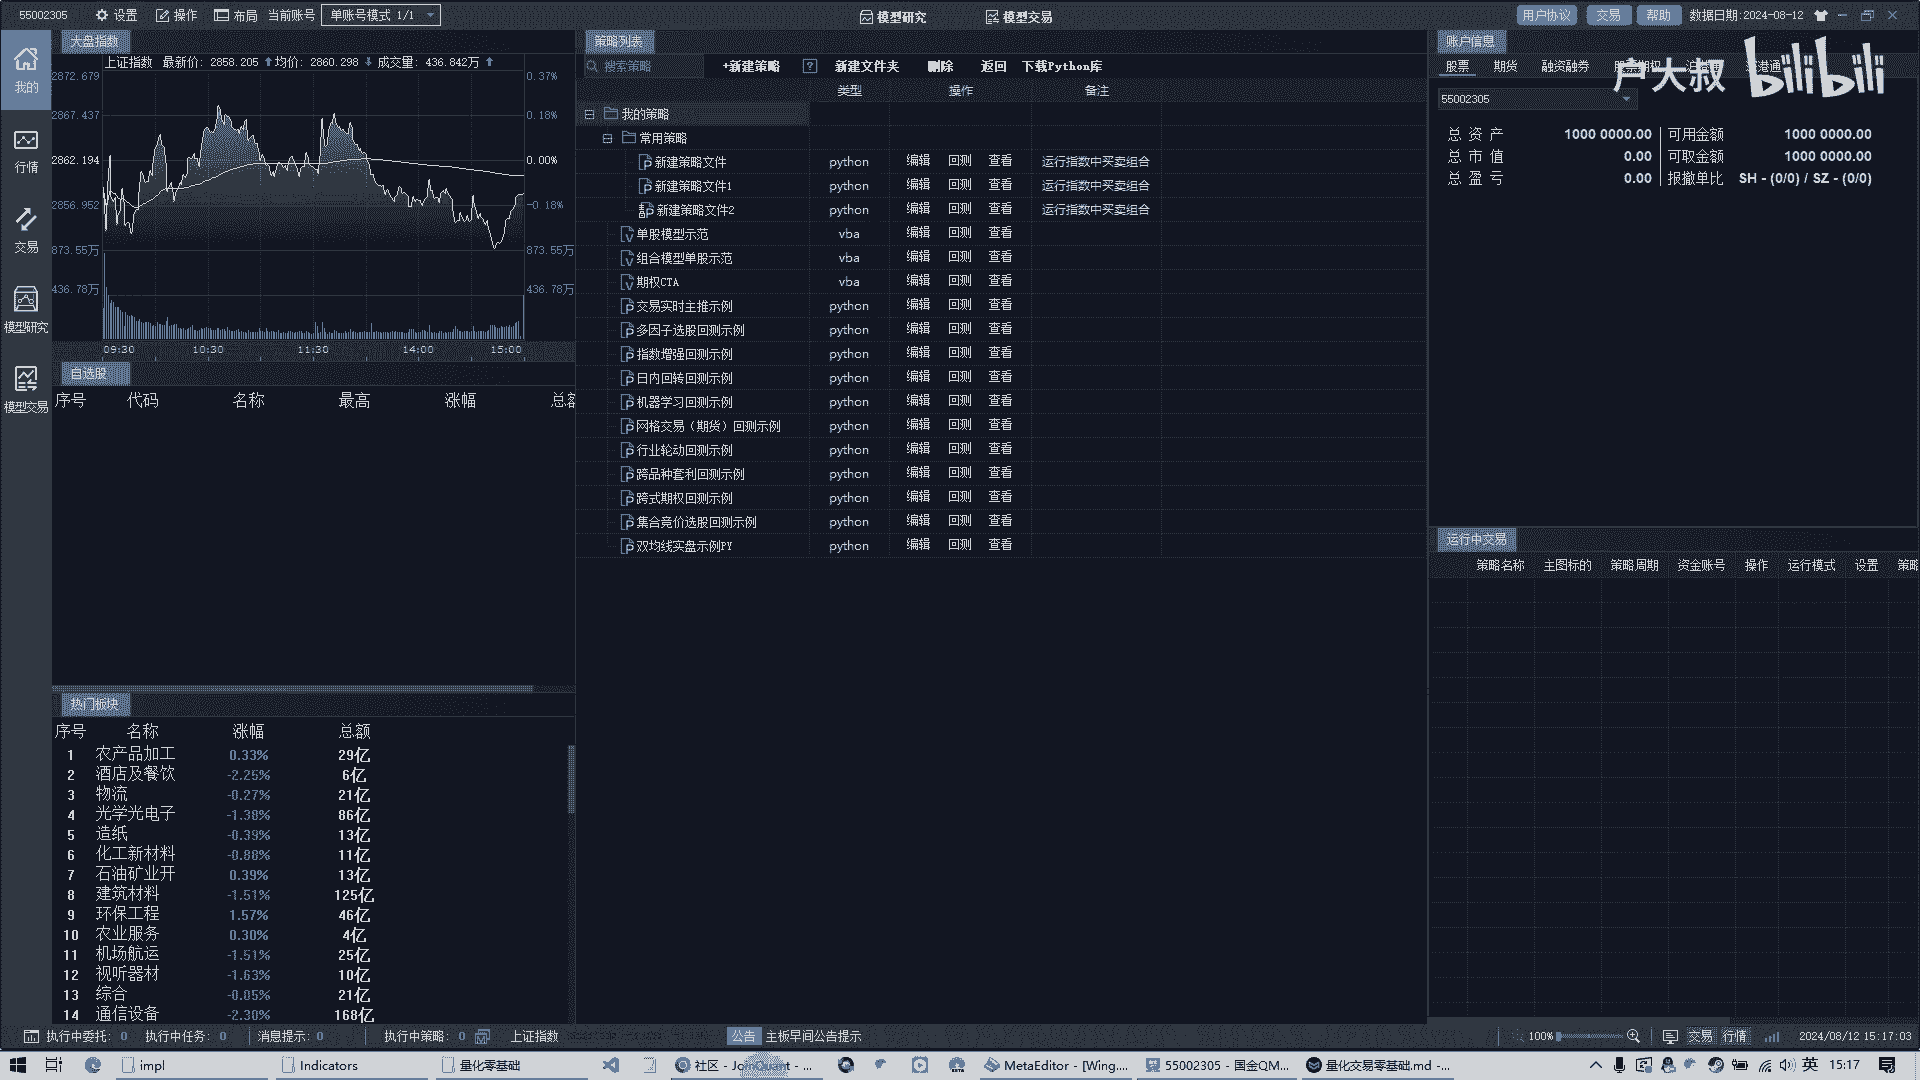 55002305 设置 操作 布局 当前账号 单账号模式 1/1 模型研究 模型交易 用户协议 交易 帮助 数据日期:2024-08-12
我的
行情
交易
模型研究
模型交易
大盘指数
上证指数 最新价: 2858.205 均价: 2860.298 成交量: 436.842万
2872.679 0.37%
2867.437 0.18%
2862.194 0.00%
2856.952 -0.18%
873.55万 873.55万
436.78万 436.78万
09:30 10:30 11:30 14:00 15:00
自选股
序号 代码 名称 最高 涨幅 总额
热门板块
序号 名称 涨幅 总额
1 农产品加工 0.33% 29亿
2 酒店及餐饮 -2.25% 6亿
3 物流 -0.27% 21亿
4 光学光电子 -1.38% 86亿
5 造纸 -0.39% 13亿
6 化工新材料 -0.88% 11亿
7 石油矿业开 0.39% 13亿
8 建筑材料 -1.51% 125亿
9 环保工程 1.57% 46亿
10 农业服务 0.30% 4亿
11 机场航运 -1.51% 25亿
12 视听器材 -1.63% 10亿
13 综合 -0.85% 21亿
14 通信设备 -2.30% 168亿
策略列表
搜索策略 +新建策略 ? 新建文件夹 删除 返回 下载Python库
类型 操作 备注
我的策略
常用策略
新建策略文件 python 编辑 回测 查看 运行指数中买卖组合
新建策略文件1 python 编辑 回测 查看 运行指数中买卖组合
新建策略文件2 python 编辑 回测 查看 运行指数中买卖组合
单股模型示范 vba 编辑 回测 查看
组合模型单股示范 vba 编辑 回测 查看
期权CTA vba 编辑 回测 查看
交易实时主推示例 python 编辑 回测 查看
多因子选股回测示例 python 编辑 回测 查看
指数增强回测示例 python 编辑 回测 查看
日内回转回测示例 python 编辑 回测 查看
机器学习回测示例 python 编辑 回测 查看
网格交易（期货）回测示例 python 编辑 回测 查看
行业轮动回测示例 python 编辑 回测 查看
跨品种套利回测示例 python 编辑 回测 查看
跨式期权回测示例 python 编辑 回测 查看
集合竞价选股回测示例 python 编辑 回测 查看
双均线实盘示例PY python 编辑 回测 查看
账户信息
股票 期货 融资融券
卢大叔 bilibili
55002305
总资产 1000 0000.00 可用金额 1000 0000.00
总市值 0.00 可取金额 1000 0000.00
总盈亏 0.00 报撤单比 SH - (0/0) / SZ - (0/0)
运行中交易
策略名称 主图标的 策略周期 资金账号 操作 运行模式 设置 策略
执行中委托: 0 执行中任务: 0 消息提示: 0 执行中策略: 0 上证指数 公告 主板早间公告提示 100% 交易 行情 2024/08/12 15:17:03
impl Indicators 量化零基础 社区 - JoinQuant - ... MetaEditor - [Wing.... 55002305 - 国金QM... 量化交易零基础.md -... 英 15:17